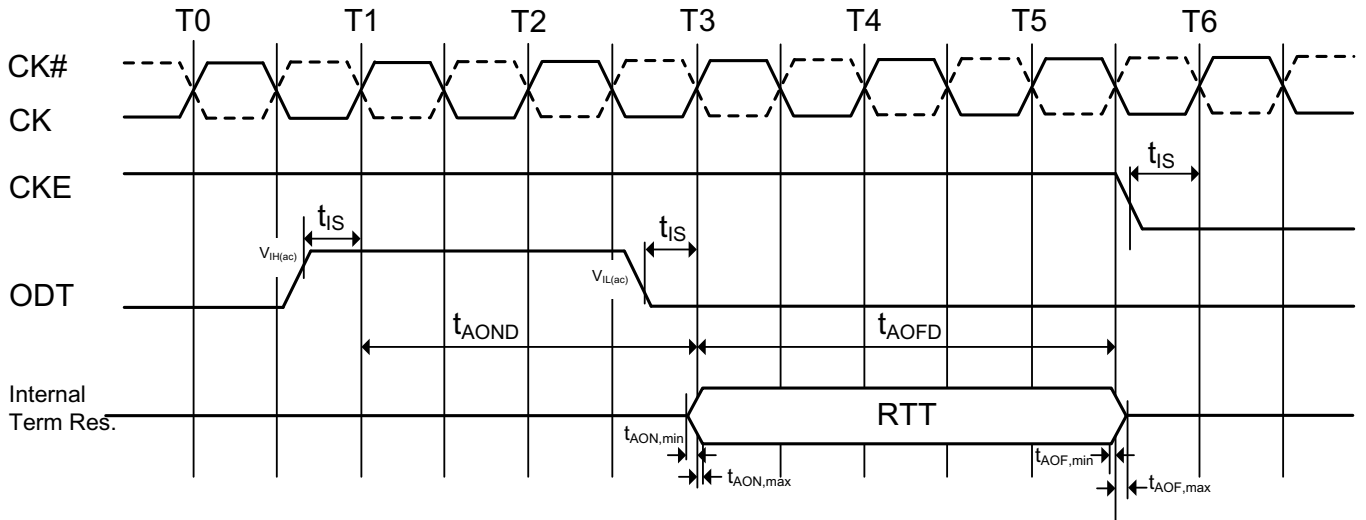 T0 T1 T2 T3 T4 T5 T6
CK#
CK
CKE
tIS
tIS
tIS
VIH(ac)
VIL(ac)
ODT
tAOND
tAOFD
Internal
Term Res.
RTT
tAON,min
tAOF,min
tAON,max
tAOF,max